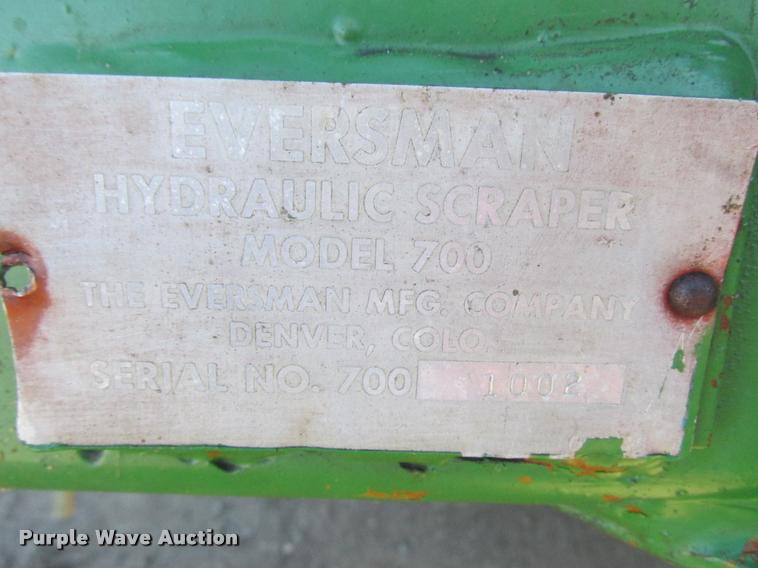 EVERSMAN
HYDRAULIC SCRAPER
MODEL 700
THE EVERSMAN MFG. COMPANY
DENVER, COLO.
SERIAL NO. 700 1002
Purple Wave Auction